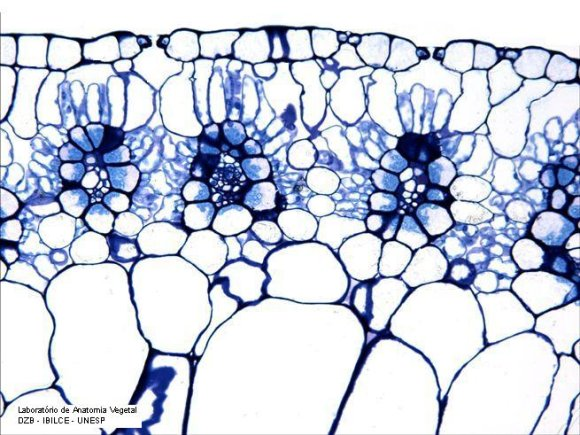 Laboratório de Anatomia Vegetal
DZB - IBILCE - UNESP